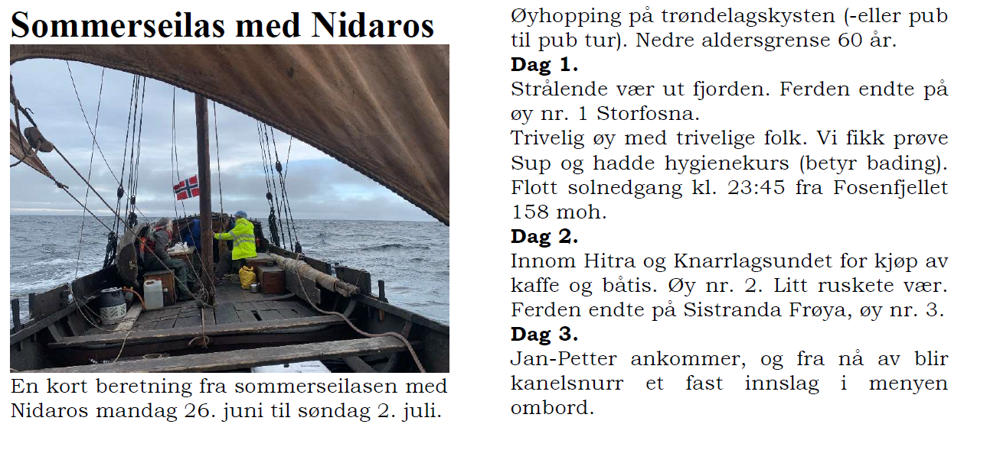 Sommerseilas med Nidaros
En kort beretning fra sommerseilasen med
Nidaros mandag 26. juni til søndag 2. juli.
Øyhopping på trøndelagskysten (-eller pub
til pub tur). Nedre aldersgrense 60 år.
Dag 1.
Strålende vær ut fjorden. Ferden endte på
øy nr. 1 Storfosna.
Trivelig øy med trivelige folk. Vi fikk prøve
Sup og hadde hygienekurs (betyr bading).
Flott solnedgang kl. 23:45 fra Fosenfjellet
158 moh.
Dag 2.
Innom Hitra og Knarrlagsundet for kjøp av
kaffe og båtis. Øy nr. 2. Litt ruskete vær.
Ferden endte på Sistranda Frøya, øy nr. 3.
Dag 3.
Jan-Petter ankommer, og fra nå av blir
kanelsnurr et fast innslag i menyen
ombord.